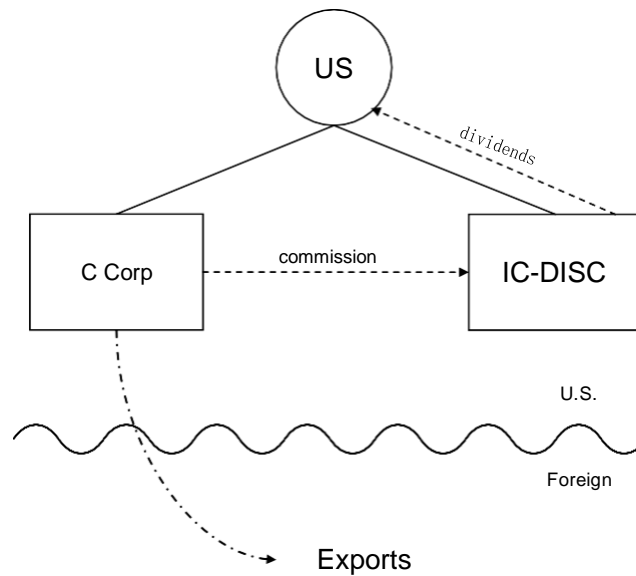 US
dividends
C Corp
commission
IC-DISC
U.S.
Foreign
Exports